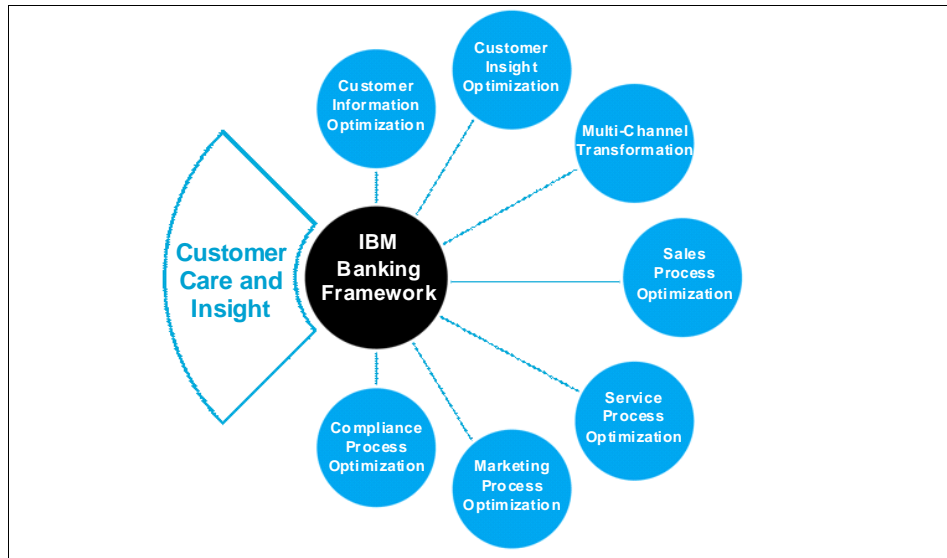 Customer
Insight
Optimization
Customer
Information
Optimization
Multi-Channel
Transformation
IBM
Banking
Framework
Customer
Care and
Insight
Sales
Process
Optimization
Service
Process
Optimization
Compliance
Process
Optimization
Marketing
Process
Optimization